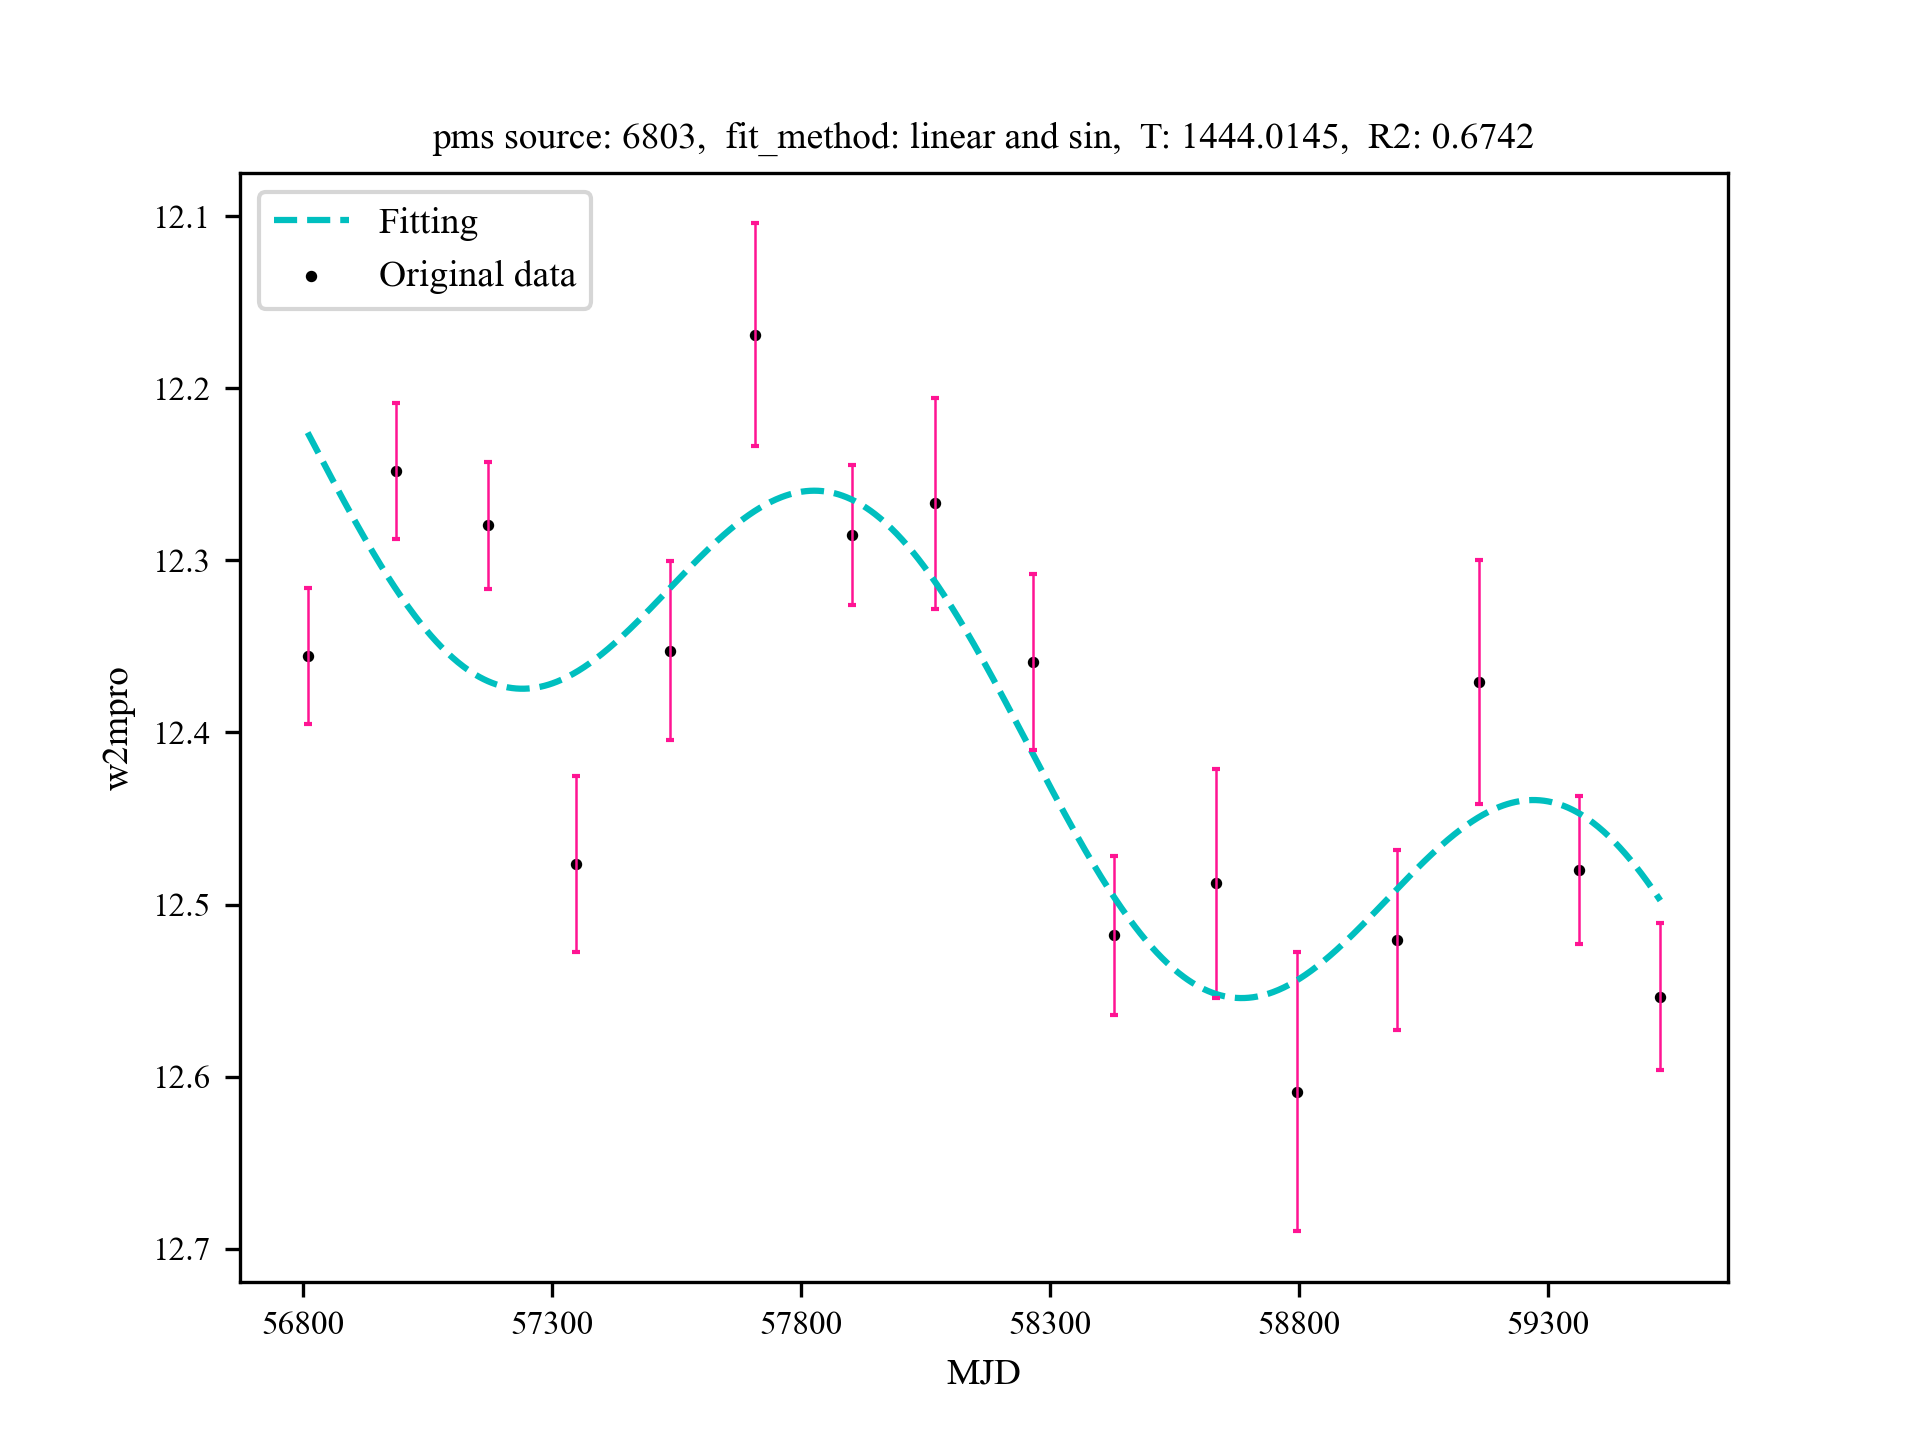 pms source: 6803, fit_method: linear and sin, T: 1444.0145, R2: 0.6742
Fitting
Original data
12.1
12.2
12.3
12.4
12.5
12.6
12.7
w2mpro
56800 57300 57800 58300 58800 59300
MJD